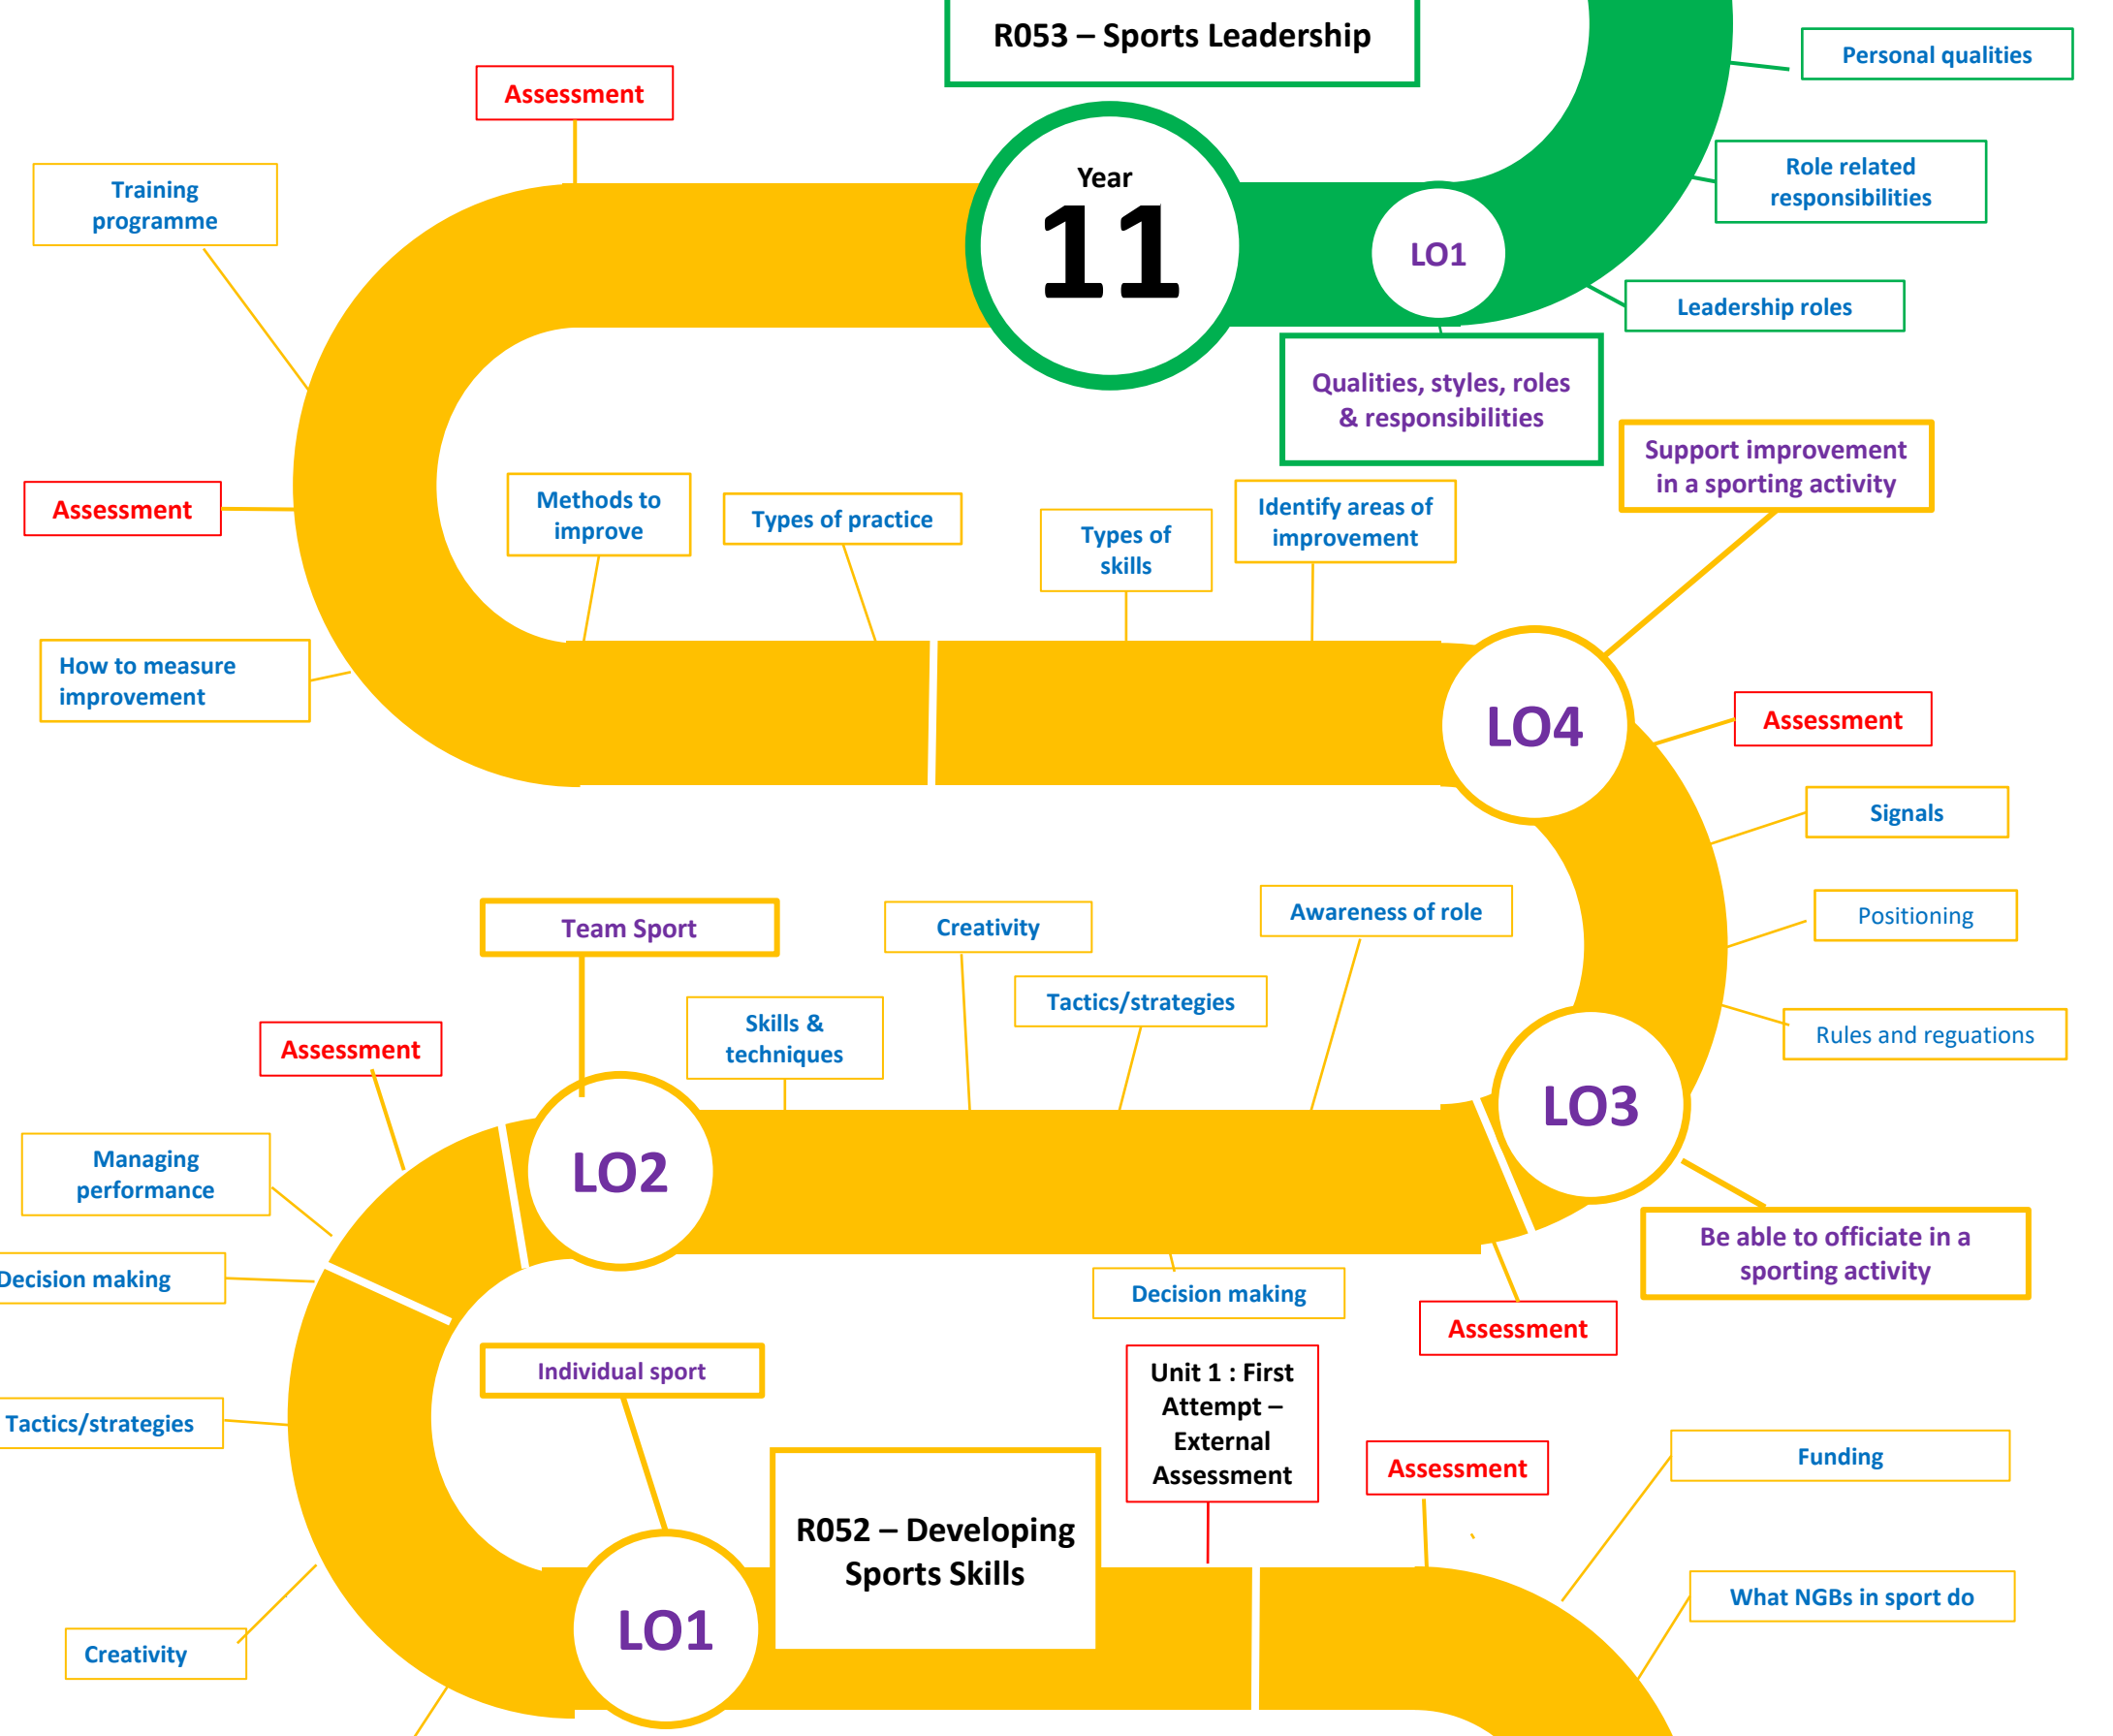 R053 – Sports Leadership
Personal qualities
Assessment
Year
11
Role related
responsibilities
Training
programme
LO1
Leadership roles
Qualities, styles, roles
& responsibilities
Support improvement
in a sporting activity
Assessment
Methods to
improve
Types of practice
Types of
skills
Identify areas of
improvement
How to measure
improvement
LO4
Assessment
Signals
Positioning
Rules and reguations
Team Sport
Creativity
Awareness of role
Tactics/strategies
Skills &
techniques
Assessment
LO3
LO2
Managing
performance
Be able to officiate in a
sporting activity
Decision making
Decision making
Assessment
Individual sport
Unit 1 : First
Attempt –
External
Assessment
Tactics/strategies
Assessment
Funding
R052 – Developing
Sports Skills
What NGBs in sport do
LO1
Creativity